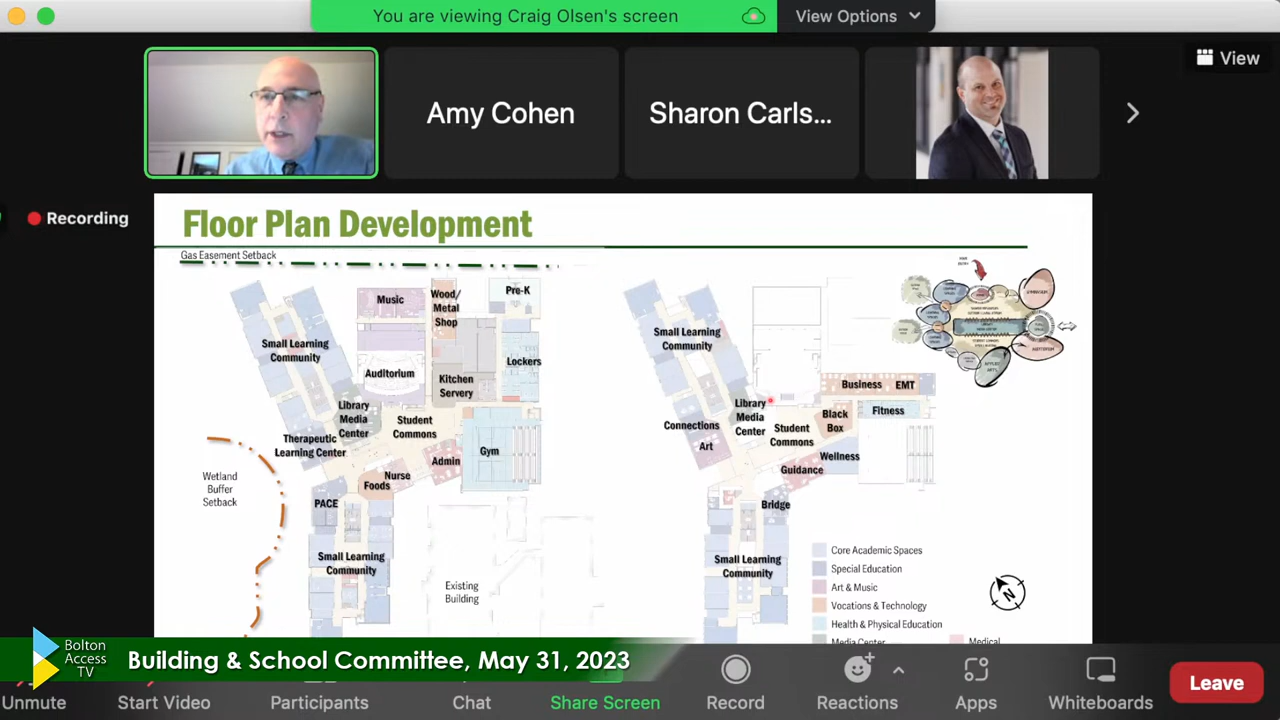 You are viewing Craig Olsen's screen
View Options
View
Amy Cohen
Sharon Carls...
Recording
Floor Plan Development
Gas Easement Setback
Music
Wood/
Metal
Shop
Pre-K
Small Learning
Community
Lockers
Auditorium
Kitchen
Servery
Library
Media
Center
Student
Commons
Therapeutic
Learning Center
Admin
Gym
Nurse
Foods
PACE
Small Learning
Community
Wetland
Buffer
Setback
Existing
Building
Small Learning
Community
Business
EMT
Library
Media
Center
Black
Box
Fitness
Connections
Student
Commons
Art
Wellness
Guidance
Bridge
Small Learning
Community
Core Academic Spaces
Special Education
Art & Music
Vocations & Technology
Health & Physical Education
Media Center
Medical
N
Bolton
Access
TV
Building & School Committee, May 31, 2023
Unmute
Start Video
Participants
Chat
Share Screen
Record
Reactions
Apps
Whiteboards
Leave